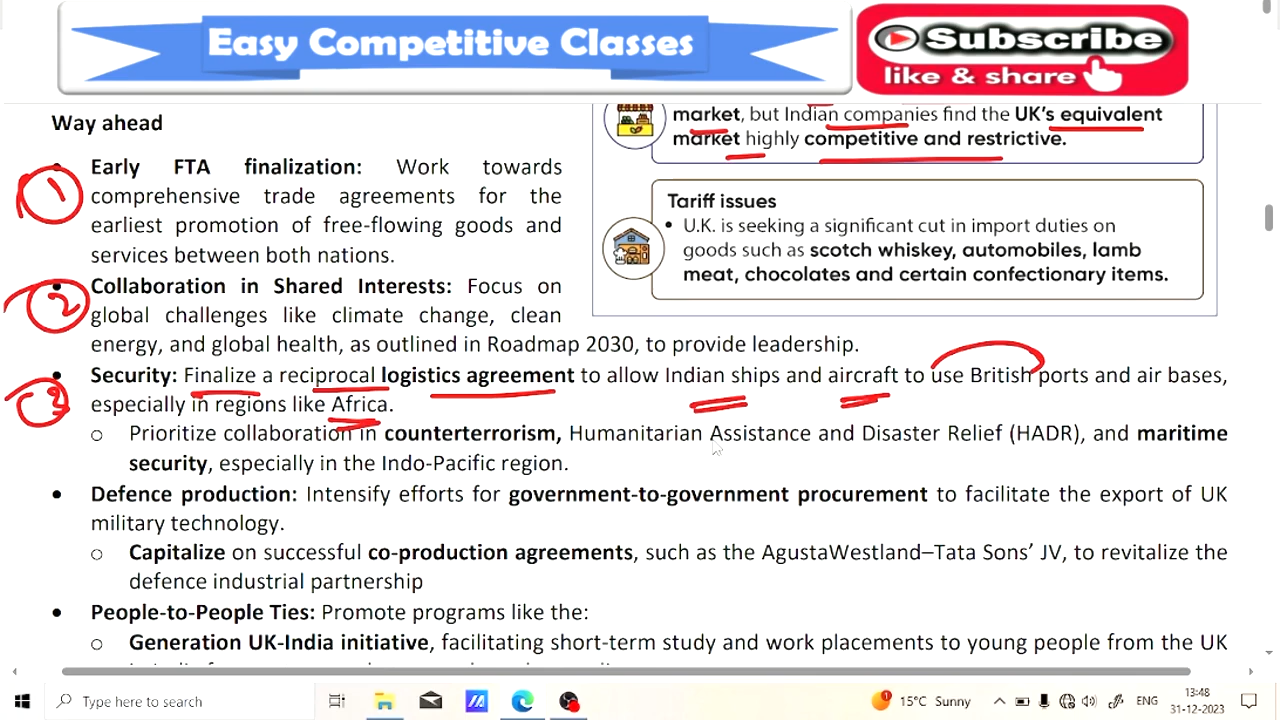 Easy Competitive Classes
Subscribe
like & share
Way ahead
market, but Indian companies find the UK's equivalent
market highly competitive and restrictive.
Early FTA finalization: Work towards
comprehensive trade agreements for the
earliest promotion of free-flowing goods and
services between both nations.
Tariff issues
• U.K. is seeking a significant cut in import duties on
goods such as scotch whiskey, automobiles, lamb
meat, chocolates and certain confectionary items.
1
2
3
• Collaboration in Shared Interests: Focus on
global challenges like climate change, clean
energy, and global health, as outlined in Roadmap 2030, to provide leadership.
• Security: Finalize a reciprocal logistics agreement to allow Indian ships and aircraft to use British ports and air bases,
especially in regions like Africa.
o Prioritize collaboration in counterterrorism, Humanitarian Assistance and Disaster Relief (HADR), and maritime
security, especially in the Indo-Pacific region.
• Defence production: Intensify efforts for government-to-government procurement to facilitate the export of UK
military technology.
o Capitalize on successful co-production agreements, such as the AgustaWestland–Tata Sons' JV, to revitalize the
defence industrial partnership
• People-to-People Ties: Promote programs like the:
o Generation UK-India initiative, facilitating short-term study and work placements to young people from the UK
Type here to search
1
15°C Sunny
ENG
13:48
31-12-2023